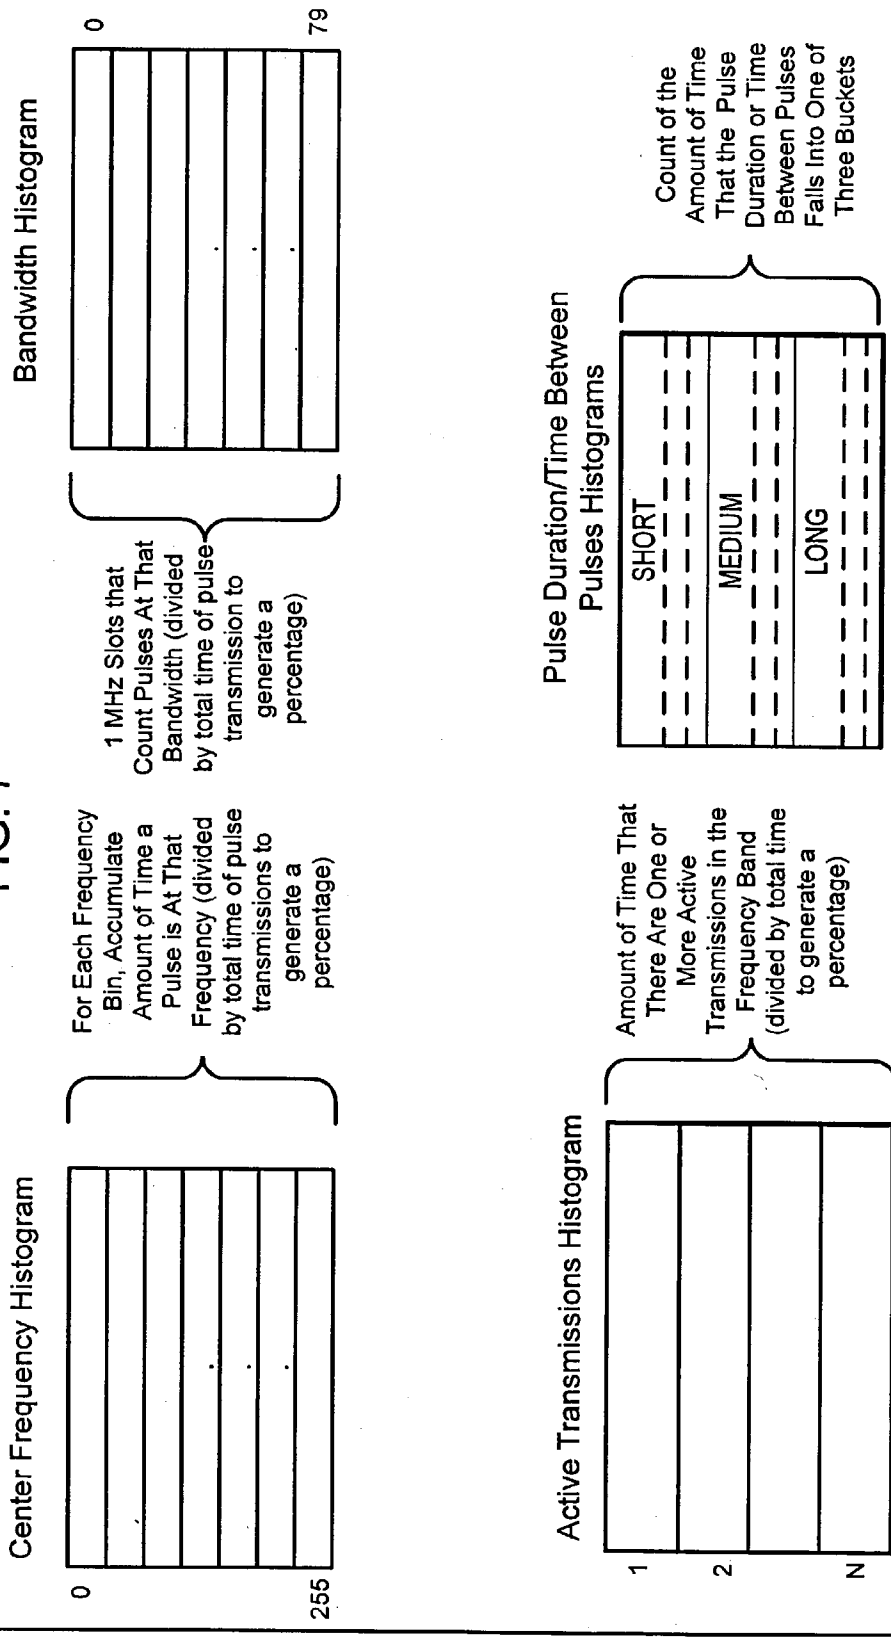 FIG. 7
Center Frequency Histogram
0
255
For Each Frequency
Bin, Accumulate
Amount of Time a
Pulse is At That
Frequency (divided
by total time of pulse
transmissions to
generate a
percentage)
Bandwidth Histogram
1 MHz Slots that
Count Pulses At That
Bandwidth (divided
by total time of pulse
transmission to
generate a
percentage)
0
79
Active Transmissions Histogram
1
2
N
Amount of Time That
There Are One or
More Active
Transmissions in the
Frequency Band
(divided by total time
to generate a
percentage)
Pulse Duration/Time Between
Pulses Histograms
SHORT
MEDIUM
LONG
Count of the
Amount of Time
That the Pulse
Duration or Time
Between Pulses
Falls Into One of
Three Buckets